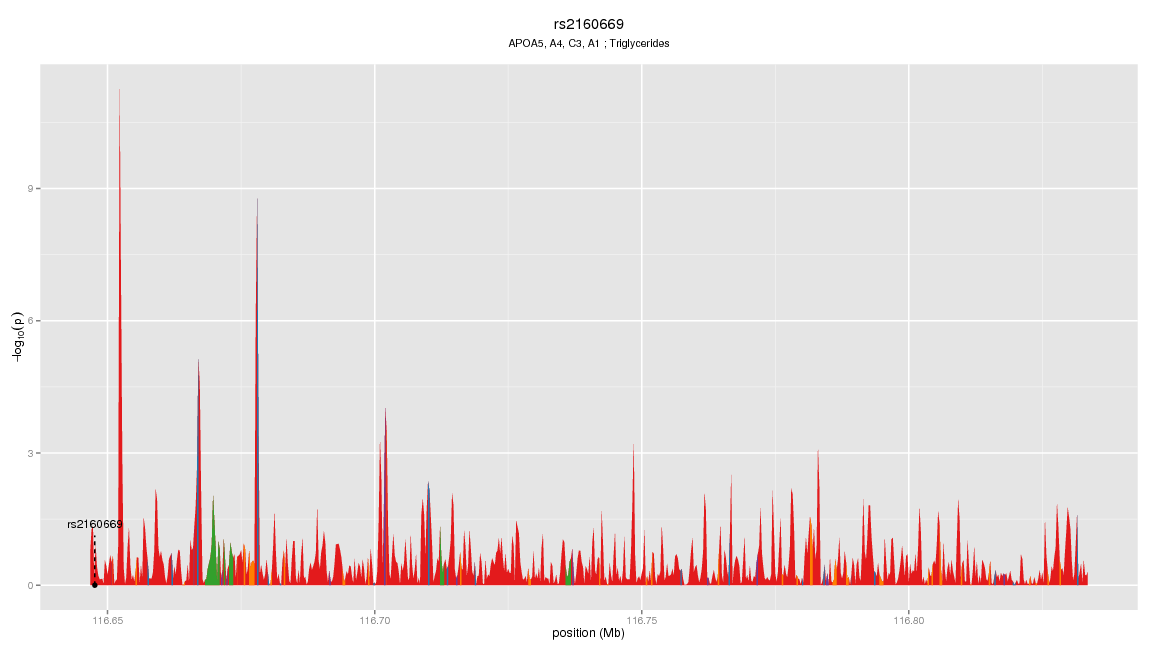 rs2160669
APOA5, A4, C3, A1 ; Triglycerides
−log10(p)
9
6
3
0
rs2160669
116.65 116.70 116.75 116.80
position (Mb)